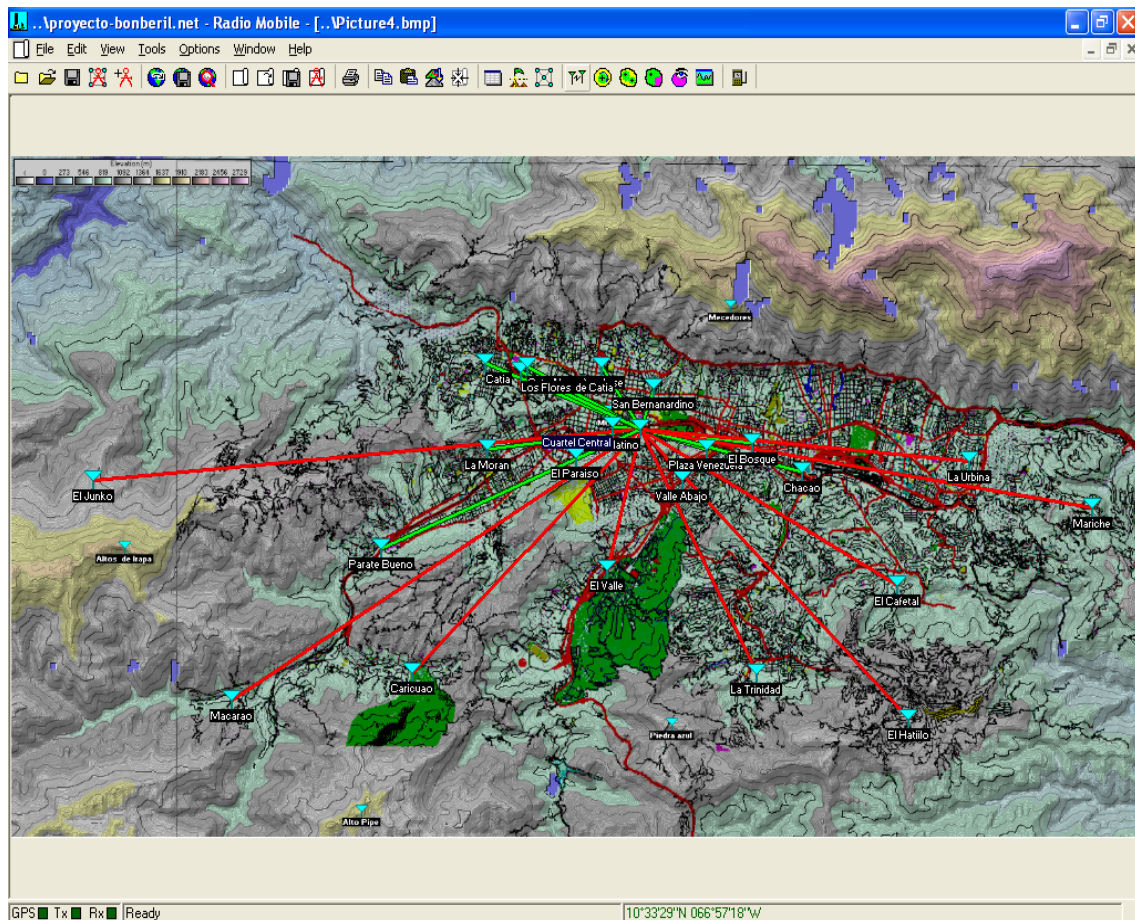 ..\proyecto-bonberil.net - Radio Mobile - [..\Picture4.bmp]
File Edit View Tools Options Window Help
Elevation (m)
< 0 273 546 819 1092 1364 1637 1910 2183 2456 2729
Mecedores
Catia
Los Flores de Catia
San Bernanardino
Cuartel Central
La Moran
El Paraiso
Plaza Venezuela
El Bosque
Valle Abajo
Chacao
La Urbina
El Junko
Mariche
Altos de Irapa
Parate Bueno
El Valle
El Cafetal
Caricuao
La Trinidad
Macarao
Piedra azul
El Hatillo
Alto Pipe
GPS Tx Rx Ready
10°33'29"N 066°57'18"W